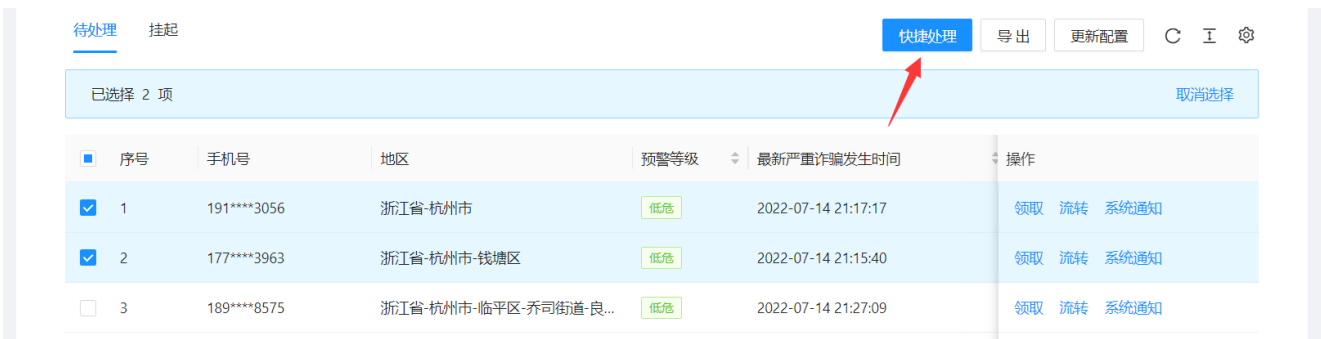 待处理 挂起 快捷处理 导出 更新配置
已选择 2 项 取消选择
序号 手机号 地区 预警等级 最新严重诈骗发生时间 操作
1 191****3056 浙江省-杭州市 低危 2022-07-14 21:17:17 领取 流转 系统通知
2 177****3963 浙江省-杭州市-钱塘区 低危 2022-07-14 21:15:40 领取 流转 系统通知
3 189****8575 浙江省-杭州市-临平区-乔司街道-良... 低危 2022-07-14 21:27:09 领取 流转 系统通知